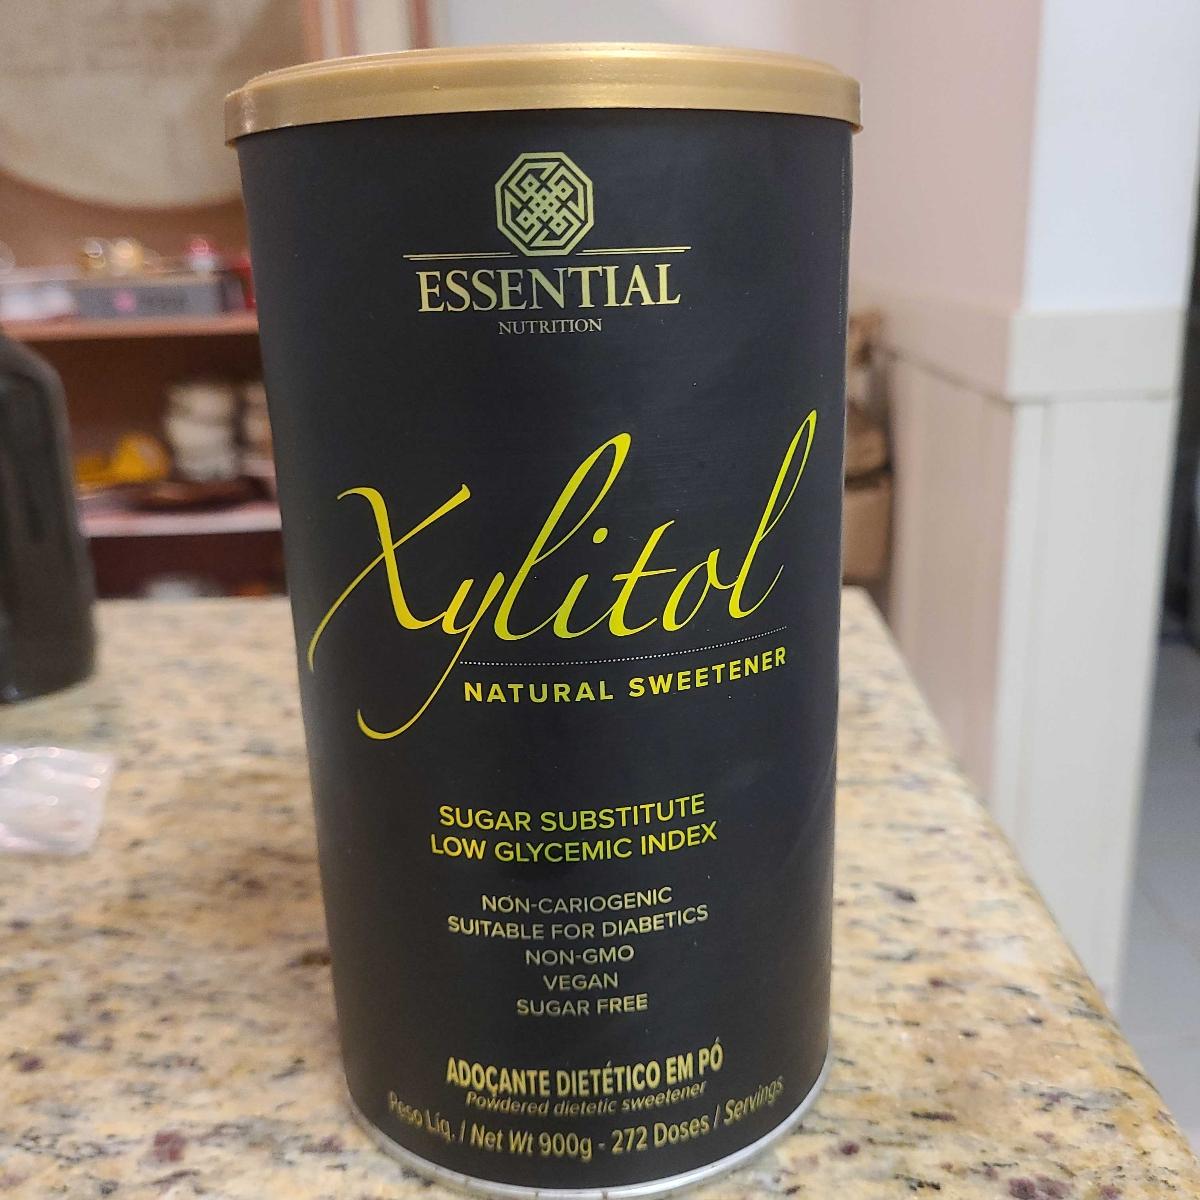 ESSENTIAL
NUTRITION
Xylitol
NATURAL SWEETENER
SUGAR SUBSTITUTE
LOW GLYCEMIC INDEX
NON-CARIOGENIC
SUITABLE FOR DIABETICS
NON-GMO
VEGAN
SUGAR FREE
ADOÇANTE DIETÉTICO EM PÓ
Powdered dietetic sweetener
Peso Líq. / Net Wt 900g - 272 Doses / Servings